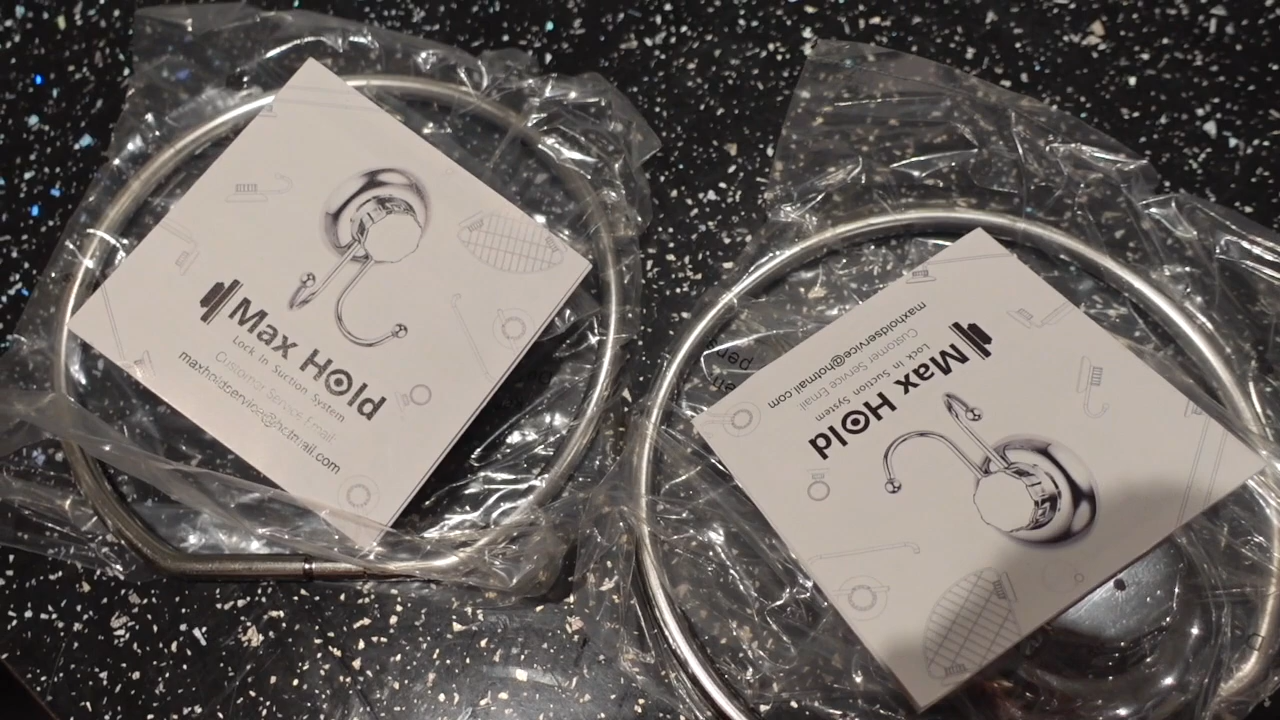 Max Hold
Lock in Suction System
Customer Service Email
maxholdservice@hotmail.com
Max Hold
Lock in Suction System
Customer Service Email
maxholdservice@hotmail.com